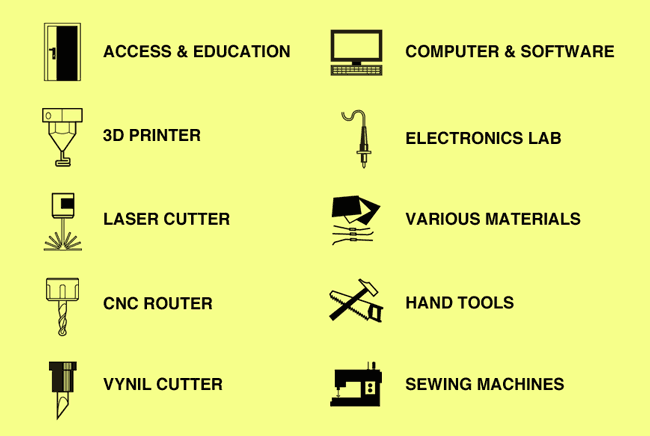 ACCESS & EDUCATION
3D PRINTER
LASER CUTTER
CNC ROUTER
VYNIL CUTTER
COMPUTER & SOFTWARE
ELECTRONICS LAB
VARIOUS MATERIALS
HAND TOOLS
SEWING MACHINES